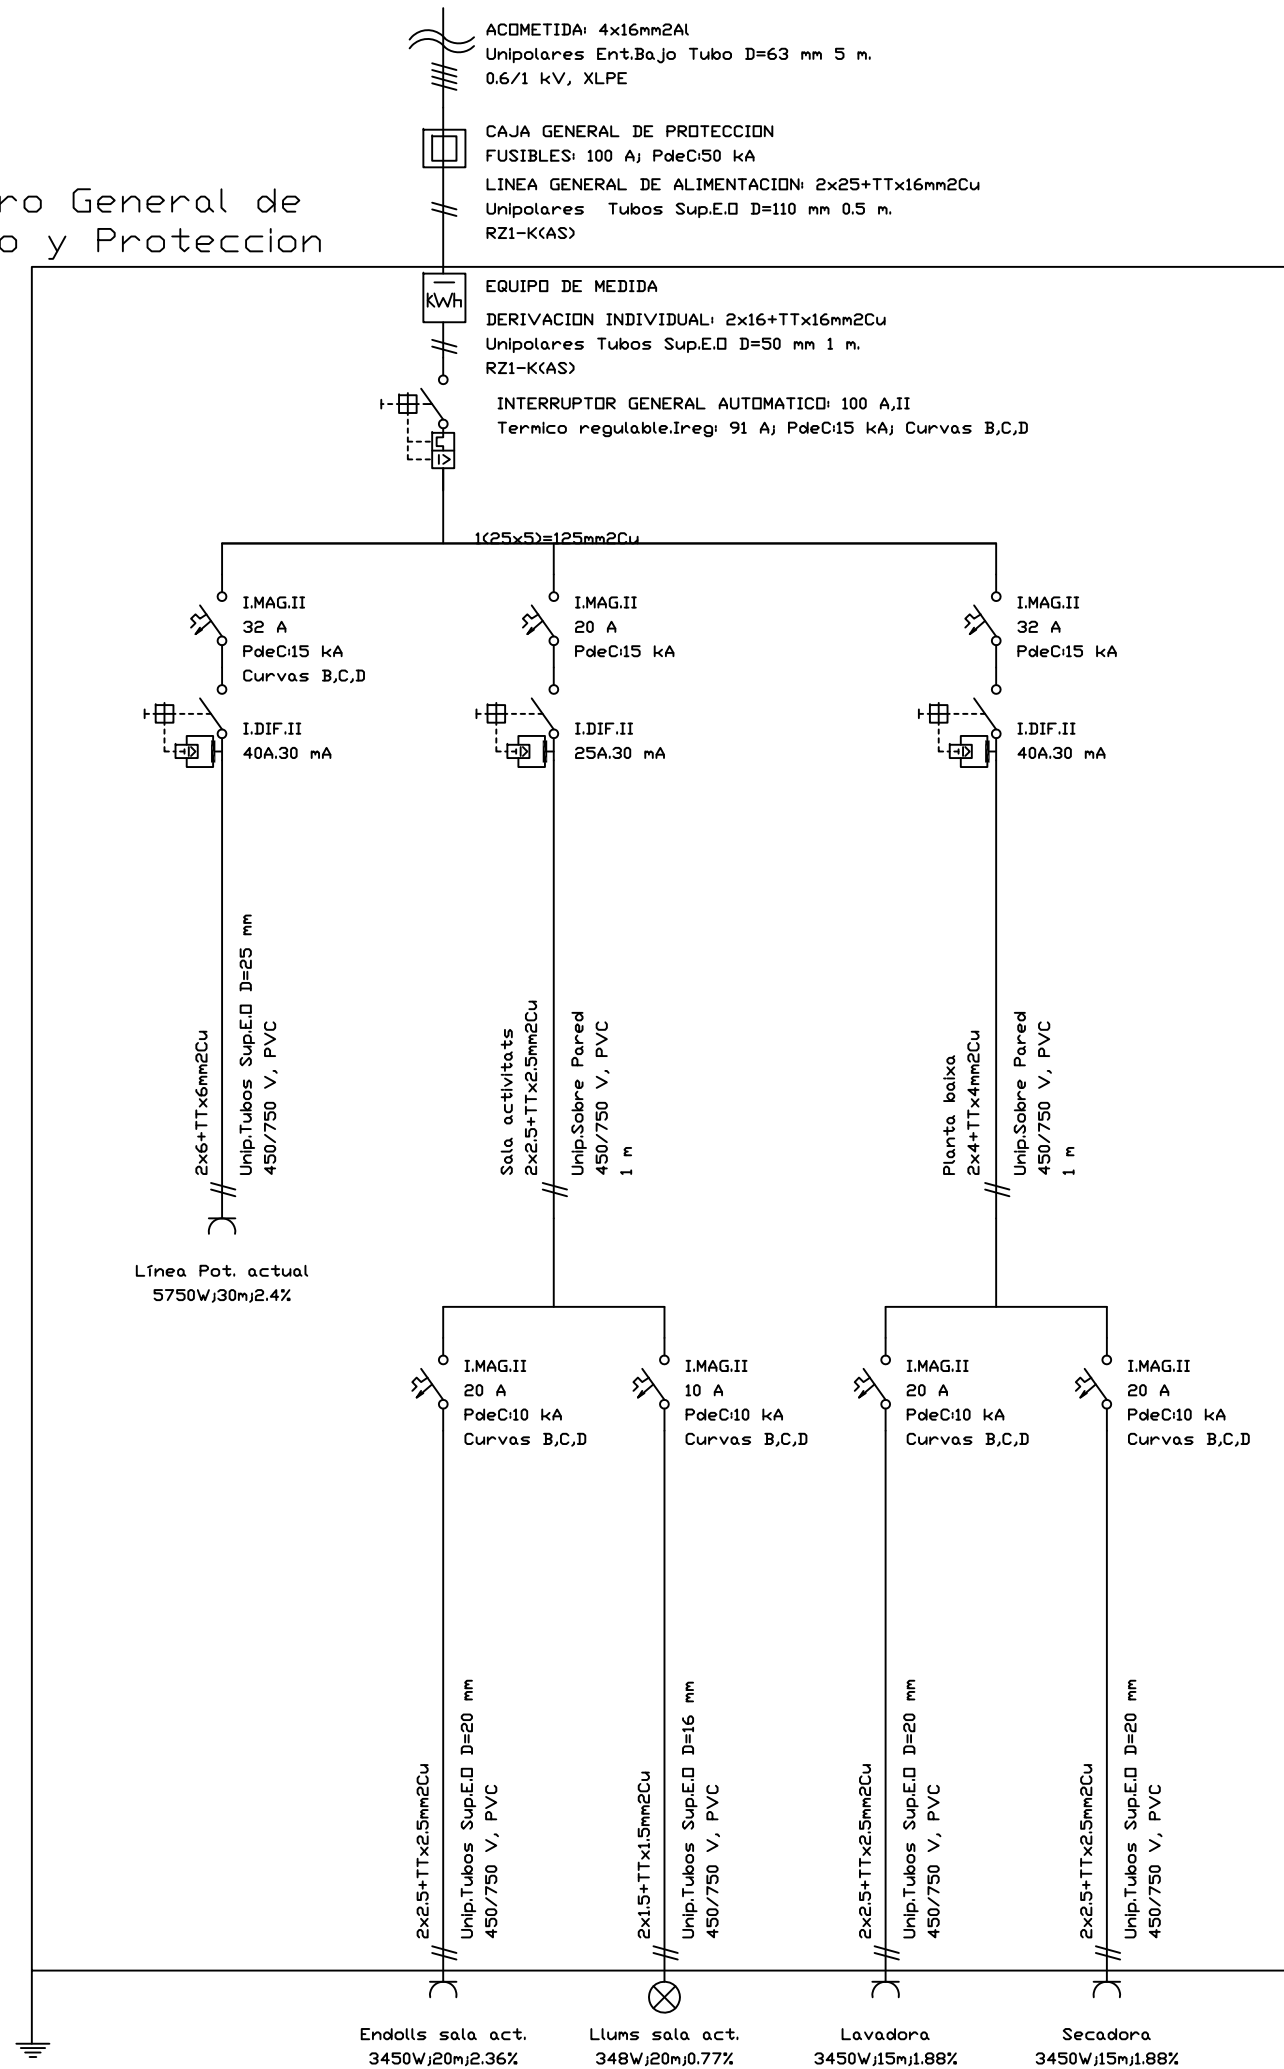 ACOMETIDA: 4x16mm2Al
Unipolares Ent.Bajo Tubo D=63 mm 5 m.
0.6/1 kV, XLPE
CAJA GENERAL DE PROTECCION
FUSIBLES: 100 A; PdeC:50 kA
LINEA GENERAL DE ALIMENTACION: 2x25+TTx16mm2Cu
Unipolares Tubos Sup.E.O D=110 mm 0.5 m.
RZ1-K(AS)
ro General de
o y Proteccion
KWh
EQUIPO DE MEDIDA
DERIVACION INDIVIDUAL: 2x16+TTx16mm2Cu
Unipolares Tubos Sup.E.O D=50 mm 1 m.
RZ1-K(AS)
INTERRUPTOR GENERAL AUTOMATICO: 100 A,II
Termico regulable.Ireg: 91 A; PdeC:15 kA; Curvas B,C,D
1(25x5)=125mm2Cu
I.MAG.II
32 A
PdeC:15 kA
Curvas B,C,D
I.DIF.II
40A.30 mA
I.MAG.II
20 A
PdeC:15 kA
I.DIF.II
25A.30 mA
I.MAG.II
32 A
PdeC:15 kA
I.DIF.II
40A.30 mA
2x6+TTx6mm2Cu
Unip.Tubos Sup.E.O D=25 mm
450/750 V, PVC
Línea Pot. actual
5750W;30m;2.4%
Sala activitats
2x2.5+TTx2.5mm2Cu
Unip.Sobre Pared
450/750 V, PVC
1 m
Planta baixa
2x4+TTx4mm2Cu
Unip.Sobre Pared
450/750 V, PVC
1 m
I.MAG.II
20 A
PdeC:10 kA
Curvas B,C,D
I.MAG.II
10 A
PdeC:10 kA
Curvas B,C,D
I.MAG.II
20 A
PdeC:10 kA
Curvas B,C,D
I.MAG.II
20 A
PdeC:10 kA
Curvas B,C,D
2x2.5+TTx2.5mm2Cu
Unip.Tubos Sup.E.O D=20 mm
450/750 V, PVC
2x1.5+TTx1.5mm2Cu
Unip.Tubos Sup.E.O D=16 mm
450/750 V, PVC
2x2.5+TTx2.5mm2Cu
Unip.Tubos Sup.E.O D=20 mm
450/750 V, PVC
2x2.5+TTx2.5mm2Cu
Unip.Tubos Sup.E.O D=20 mm
450/750 V, PVC
Endolls sala act.
3450W;20m;2.36%
Llums sala act.
348W;20m;0.77%
Lavadora
3450W;15m;1.88%
Secadora
3450W;15m;1.88%